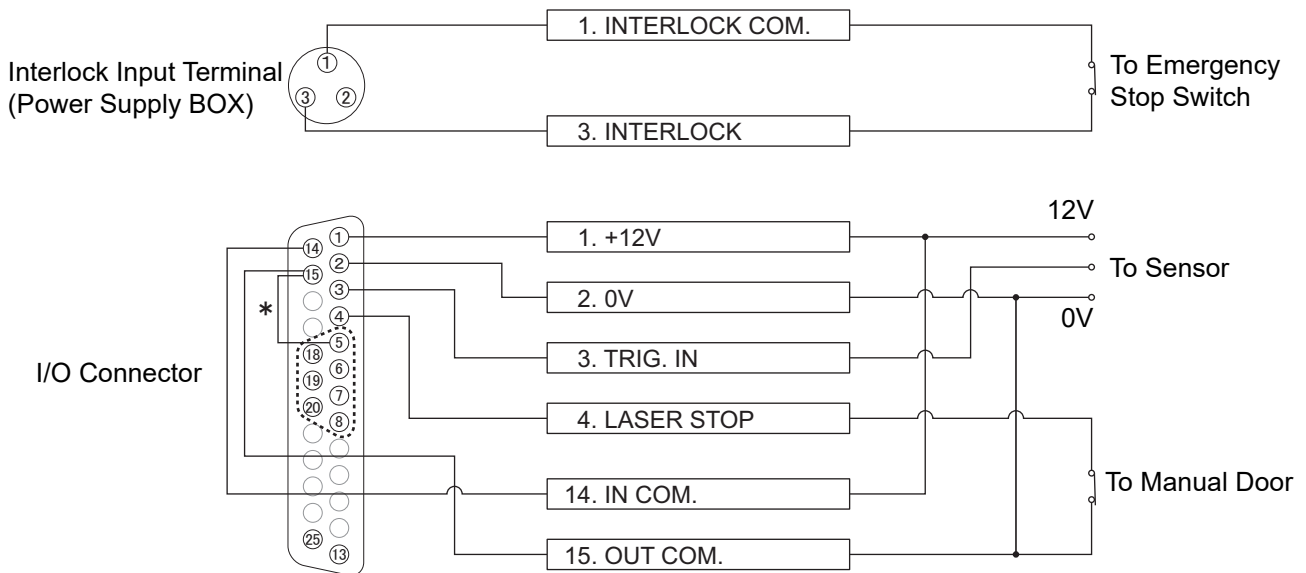 1. INTERLOCK COM.
Interlock Input Terminal
(Power Supply BOX)
1
3
2
To Emergency
Stop Switch
3. INTERLOCK
12V
1
1. +12V
14
2
To Sensor
15
3
2. 0V
0V
*
4
5
18
3. TRIG. IN
I/O Connector
6
19
7
20
8
4. LASER STOP
To Manual Door
14. IN COM.
25
13
15. OUT COM.